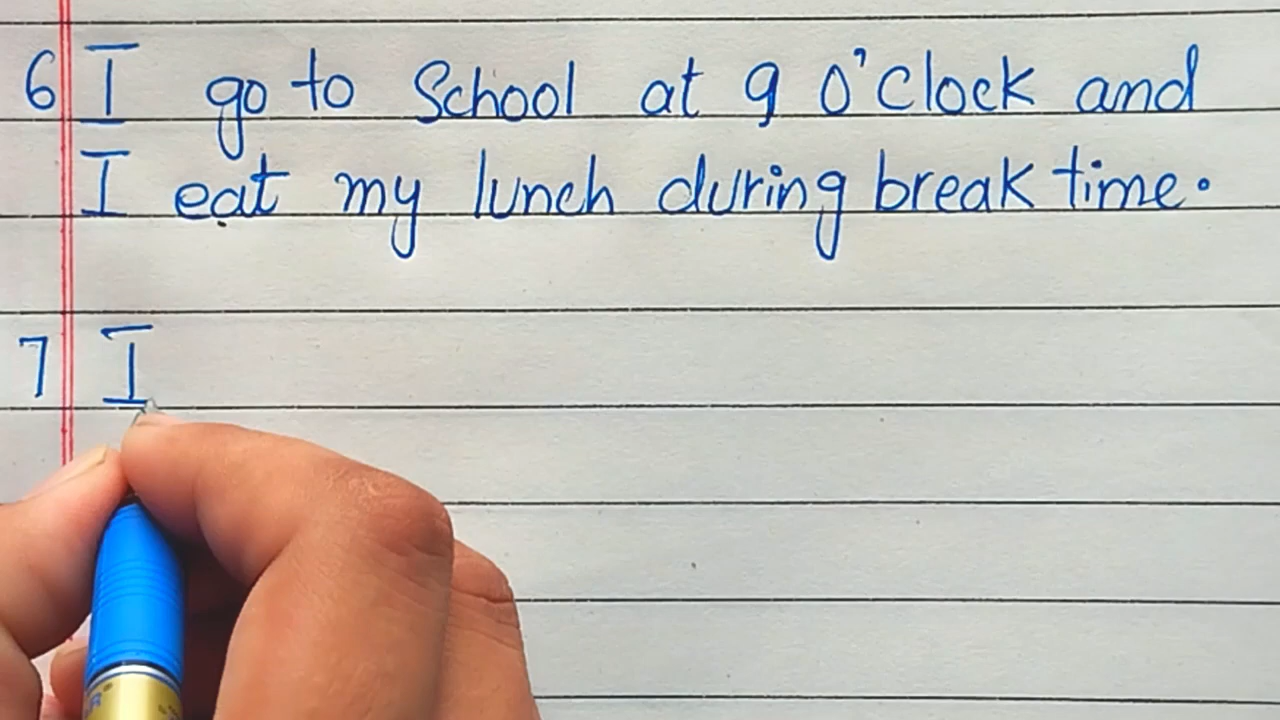 6 I go to School at 9 O'Clock and
I eat my lunch during break time.
7 I